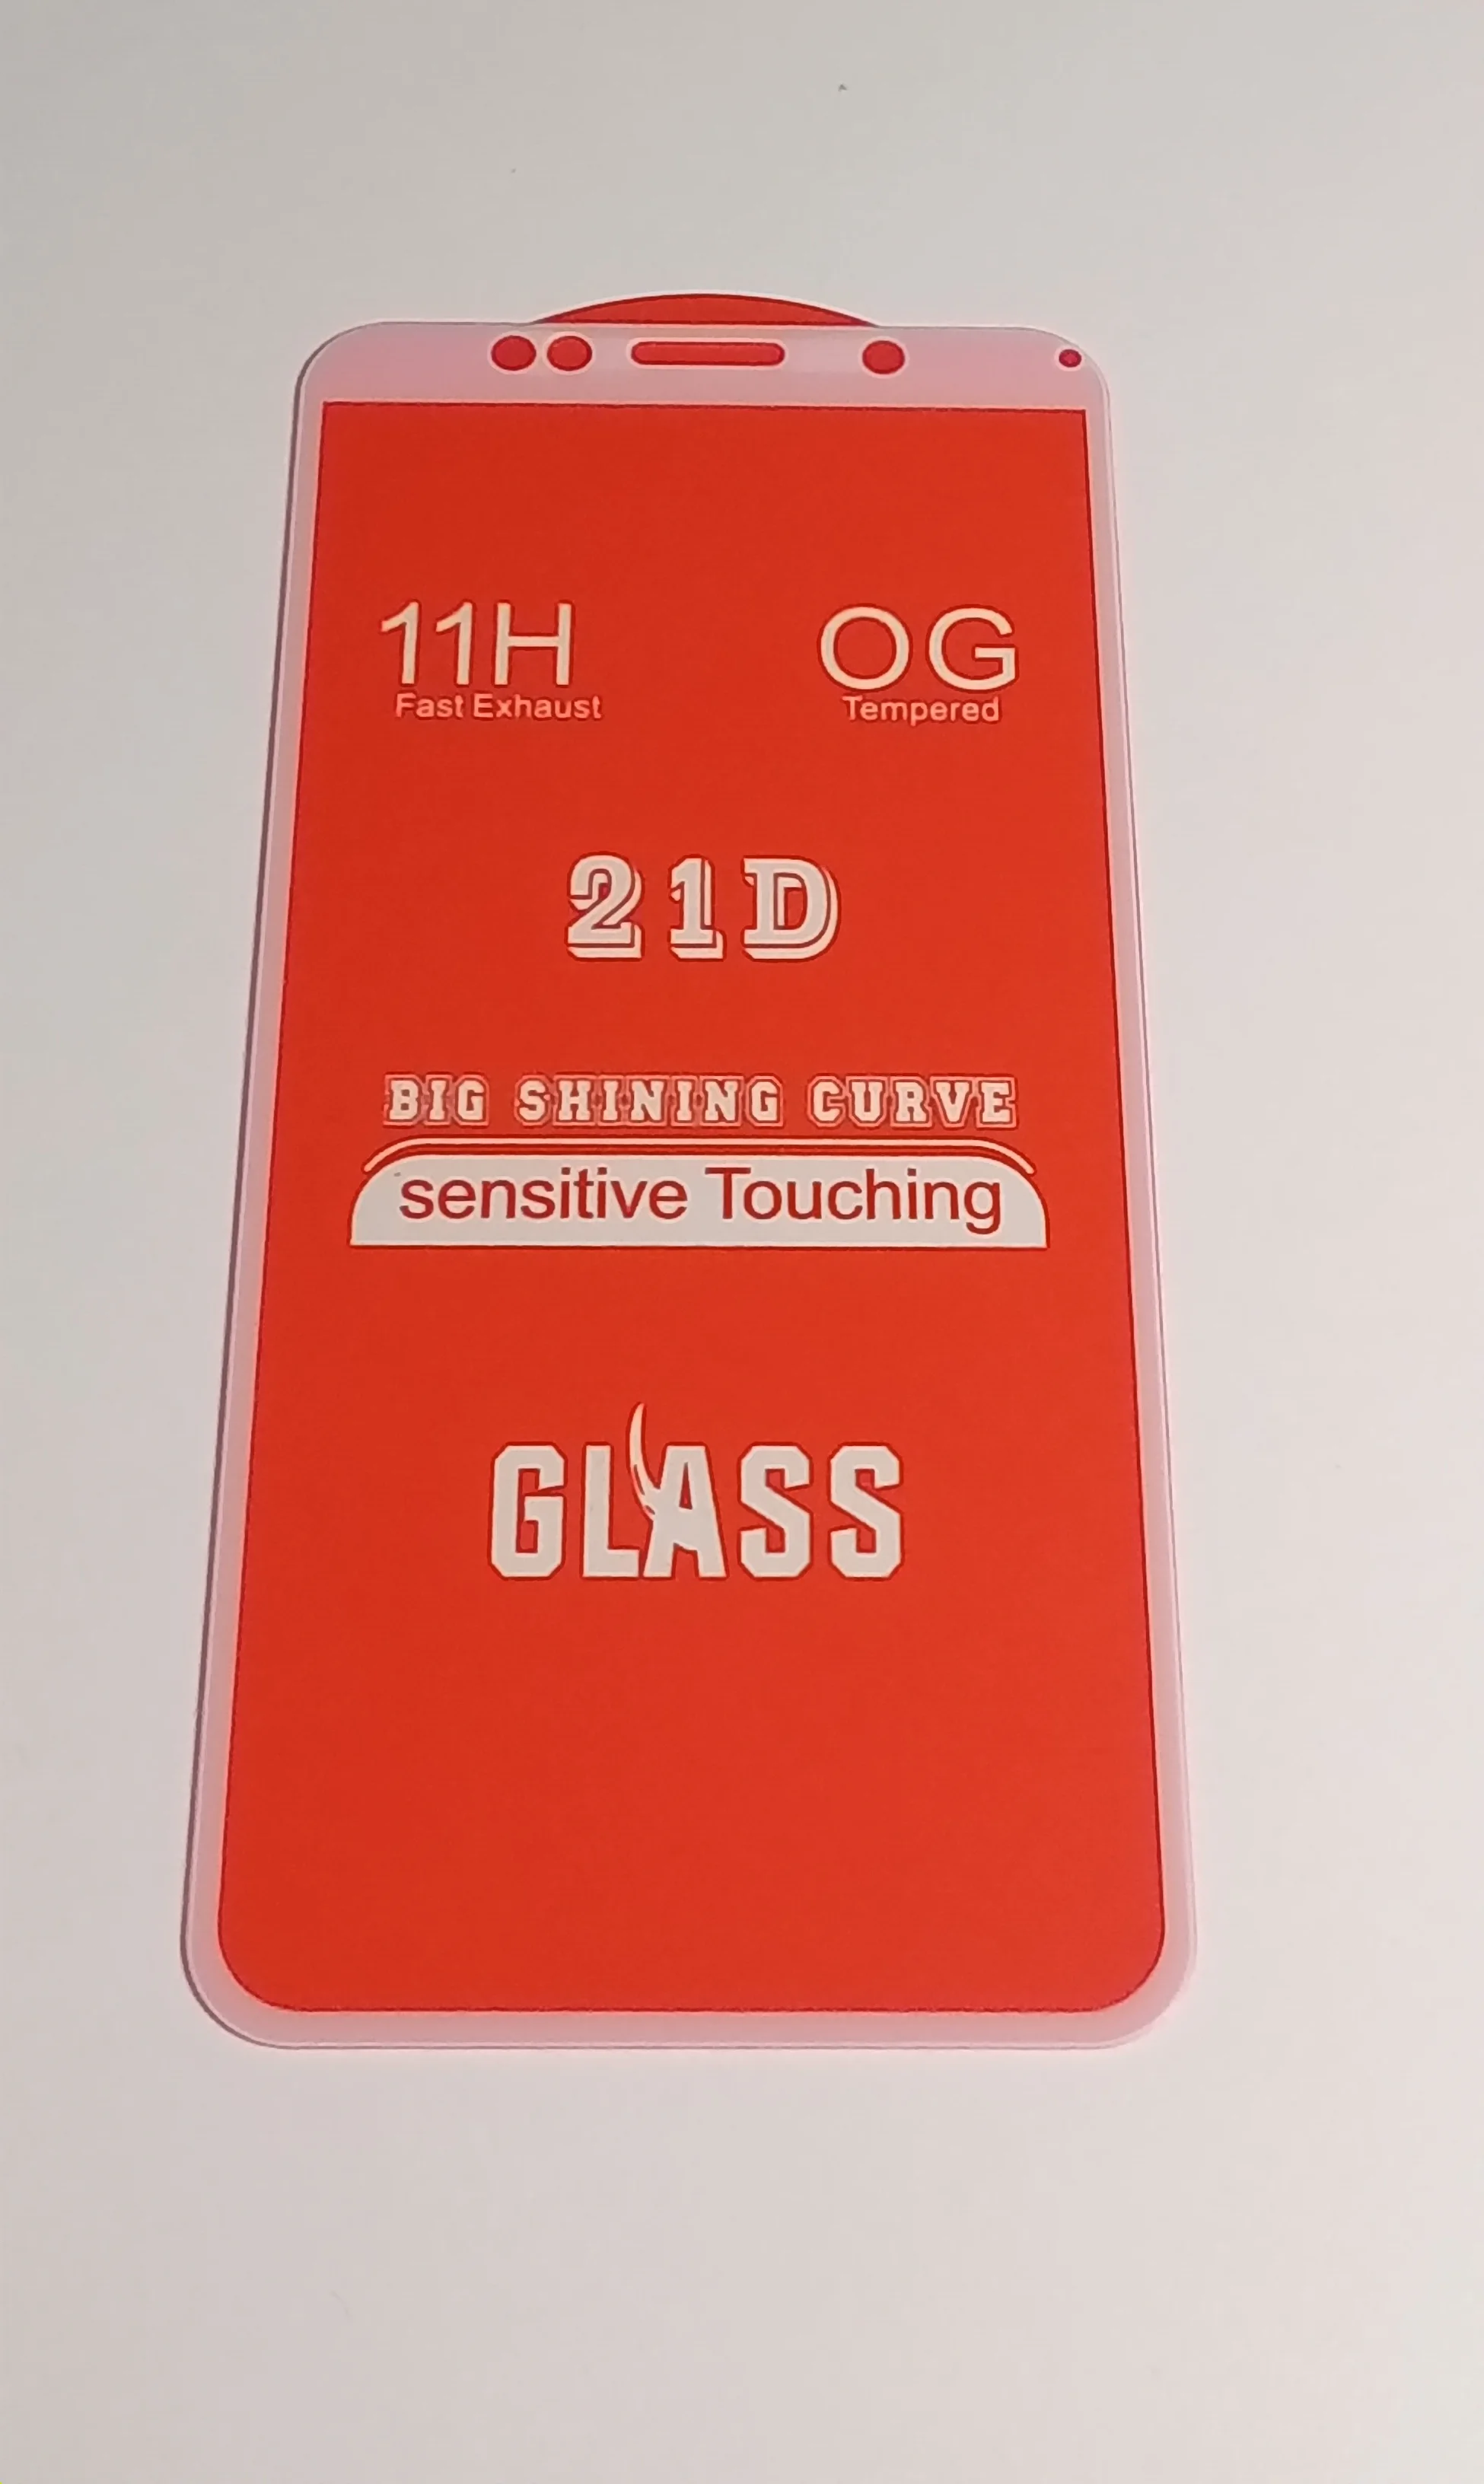 11H OG
Fast Exhaust Tempered
21D
BIG SHINING CURVE
sensitive Touching
GLASS